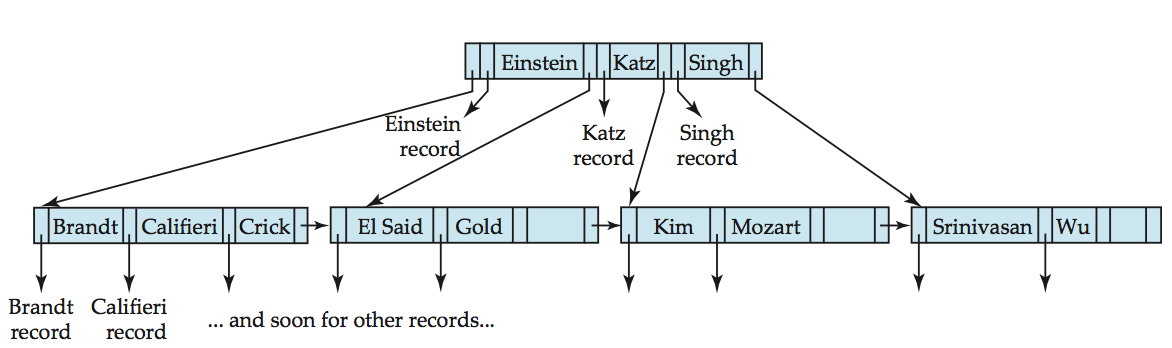 Einstein Katz Singh
Einstein
record
Katz
record
Singh
record
Brandt Califieri Crick El Said Gold Kim Mozart Srinivasan Wu
Brandt
record
Califieri
record
... and soon for other records...